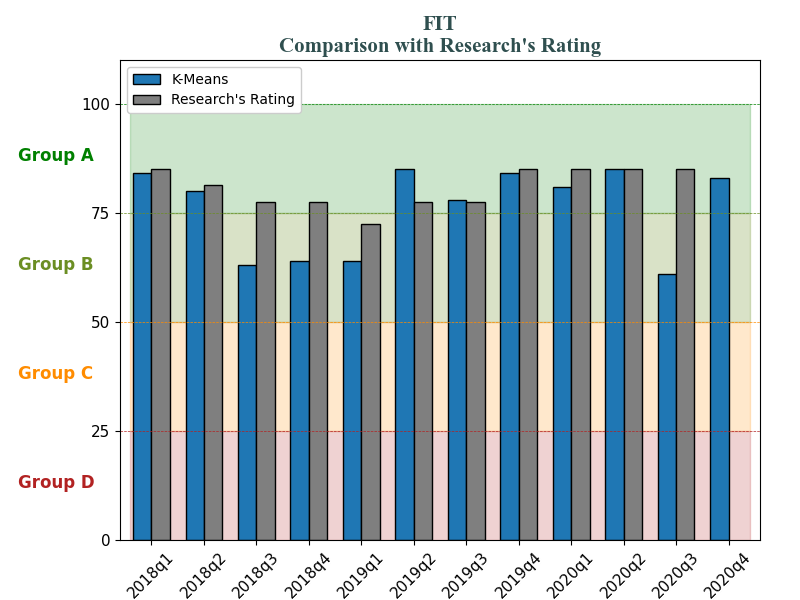 FIT
Comparison with Research's Rating
K-Means
Research's Rating
100
Group A
75
Group B
50
Group C
25
Group D
0
2018q1
2018q2
2018q3
2018q4
2019q1
2019q2
2019q3
2019q4
2020q1
2020q2
2020q3
2020q4